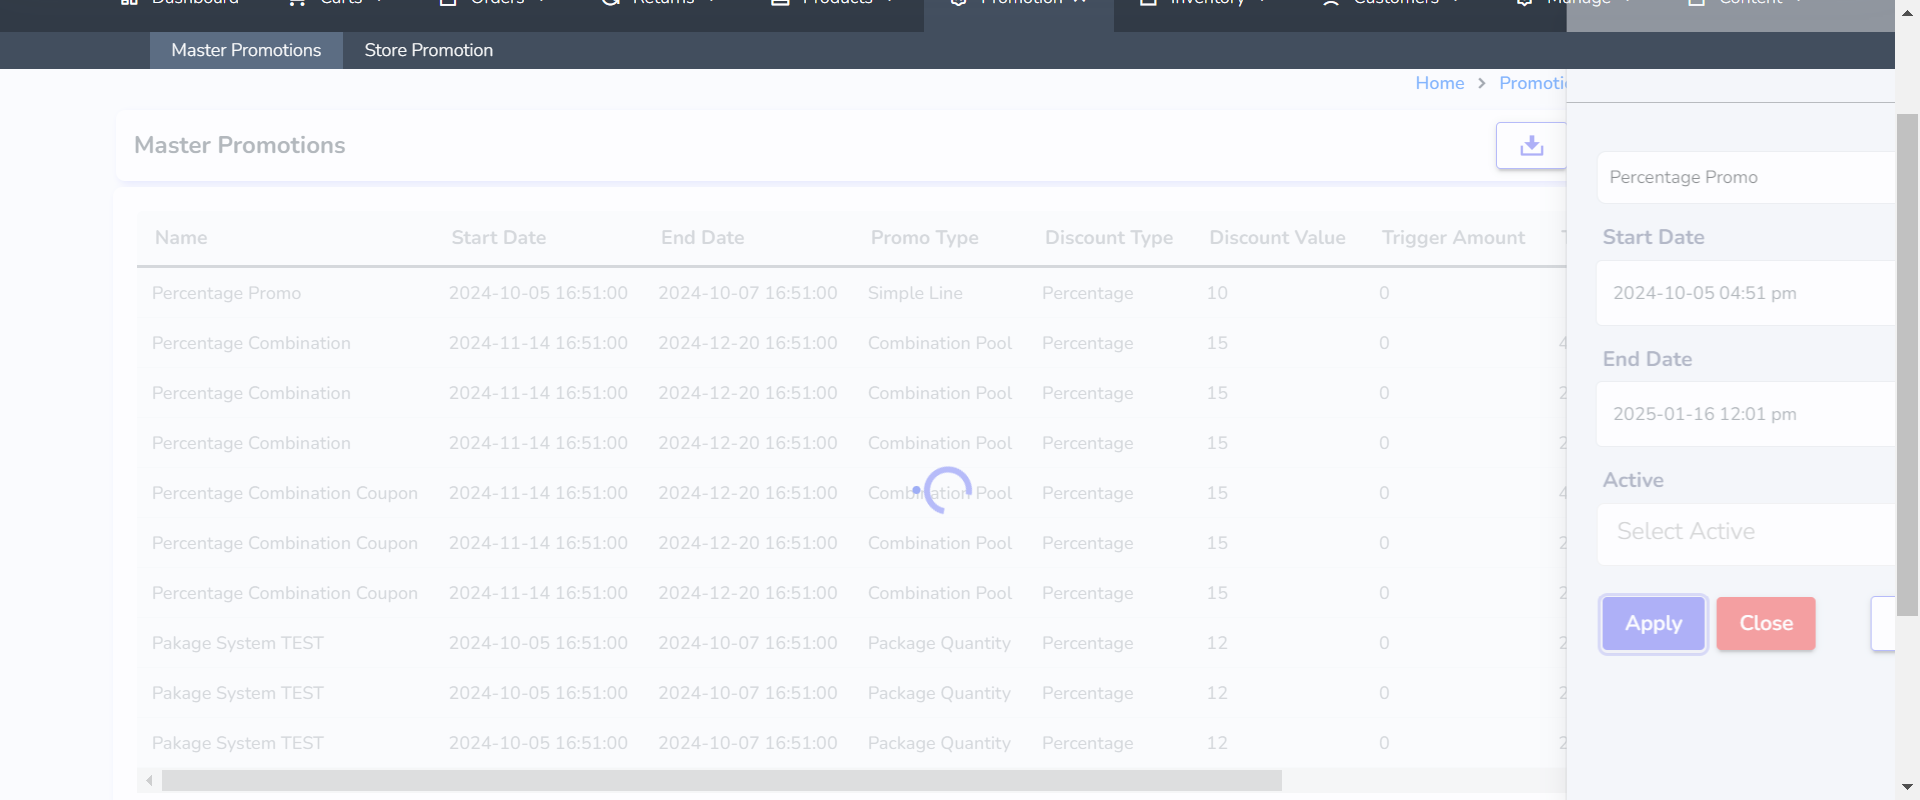 Dashboard Carts Orders Returns Products Promotion Inventory Customers Manage Content
Master Promotions Store Promotion
Home Promoti
Master Promotions
Name Start Date End Date Promo Type Discount Type Discount Value Trigger Amount
Percentage Promo 2024-10-05 16:51:00 2024-10-07 16:51:00 Simple Line Percentage 10 0
Percentage Combination 2024-11-14 16:51:00 2024-12-20 16:51:00 Combination Pool Percentage 15 0 4
Percentage Combination 2024-11-14 16:51:00 2024-12-20 16:51:00 Combination Pool Percentage 15 0 2
Percentage Combination 2024-11-14 16:51:00 2024-12-20 16:51:00 Combination Pool Percentage 15 0 2
Percentage Combination Coupon 2024-11-14 16:51:00 2024-12-20 16:51:00 Combination Pool Percentage 15 0 4
Percentage Combination Coupon 2024-11-14 16:51:00 2024-12-20 16:51:00 Combination Pool Percentage 15 0 2
Percentage Combination Coupon 2024-11-14 16:51:00 2024-12-20 16:51:00 Combination Pool Percentage 15 0 2
Pakage System TEST 2024-10-05 16:51:00 2024-10-07 16:51:00 Package Quantity Percentage 12 0 2
Pakage System TEST 2024-10-05 16:51:00 2024-10-07 16:51:00 Package Quantity Percentage 12 0 2
Pakage System TEST 2024-10-05 16:51:00 2024-10-07 16:51:00 Package Quantity Percentage 12 0 2
Percentage Promo
Start Date
2024-10-05 04:51 pm
End Date
2025-01-16 12:01 pm
Active
Select Active
Apply Close